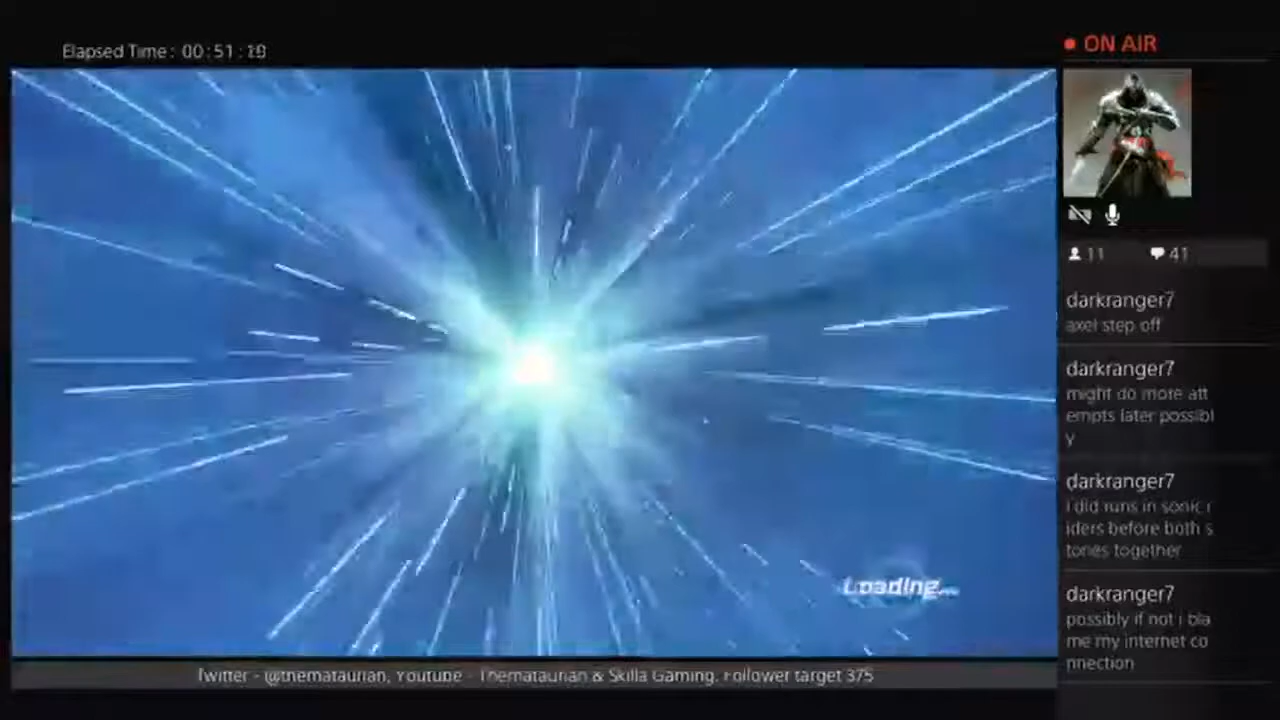 Elapsed Time: 00:51:19
ON AIR
11
41
darkranger7
axel step off
darkranger7
might do more att
empts later possibl
y
darkranger7
i did runs in sonic r
iders before both s
tories together
darkranger7
possibly if not i bla
me my internet co
nnection
Loading...
Twitter - @themataurian, Youtube - Themataurian & Skilla Gaming. Follower target 375